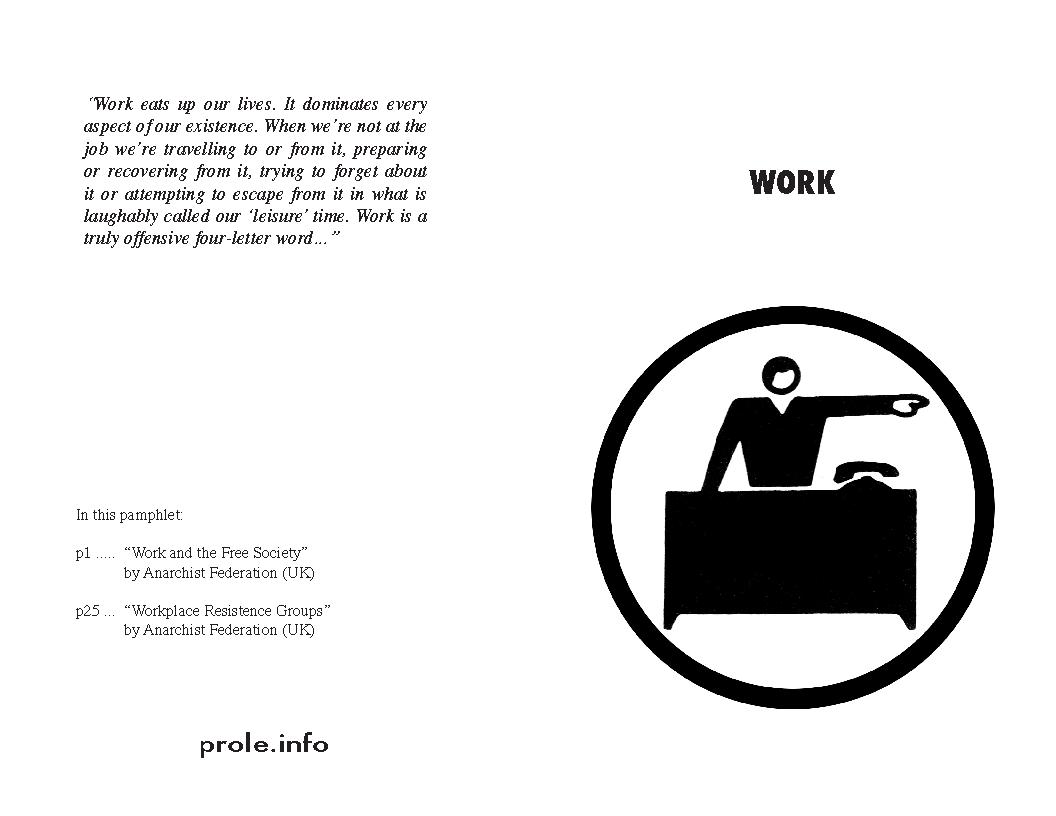 “Work eats up our lives. It dominates every
aspect of our existence. When we’re not at the
job we’re travelling to or from it, preparing
or recovering from it, trying to forget about
it or attempting to escape from it in what is
laughably called our ‘leisure’ time. Work is a
truly offensive four-letter word...”
In this pamphlet:
p1 ..... “Work and the Free Society”
by Anarchist Federation (UK)
p25 ... “Workplace Resistence Groups”
by Anarchist Federation (UK)
prole.info
WORK